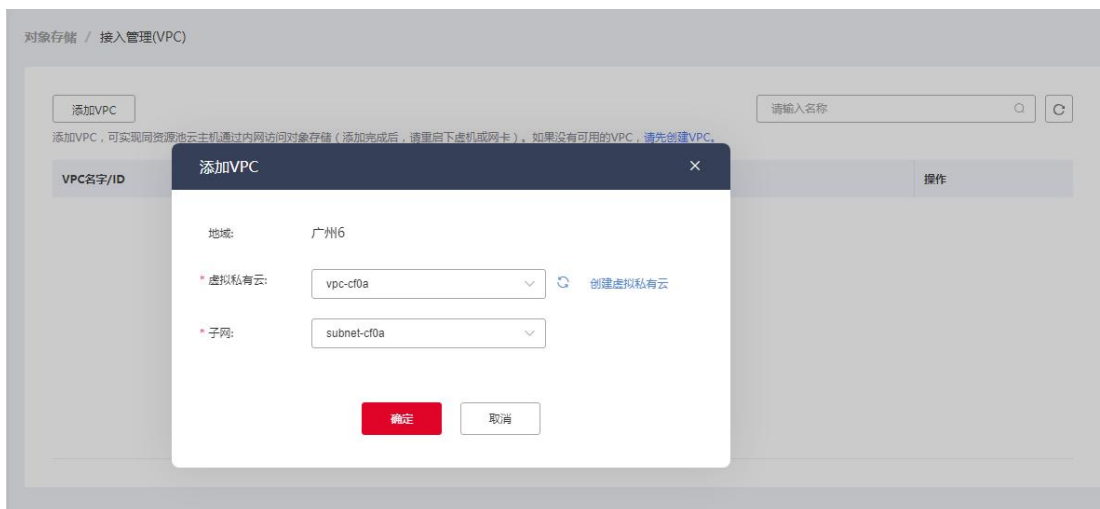 对象存储 / 接入管理(VPC)
添加VPC
请输入名称
添加VPC，可实现同资源池云主机通过内网访问对象存储（添加完成后，请重启下虚机或网卡）。如果没有可用的VPC，请先创建VPC。
VPC名字/ID
操作
添加VPC
地域:
广州6
* 虚拟私有云:
vpc-cf0a
创建虚拟私有云
* 子网:
subnet-cf0a
确定
取消